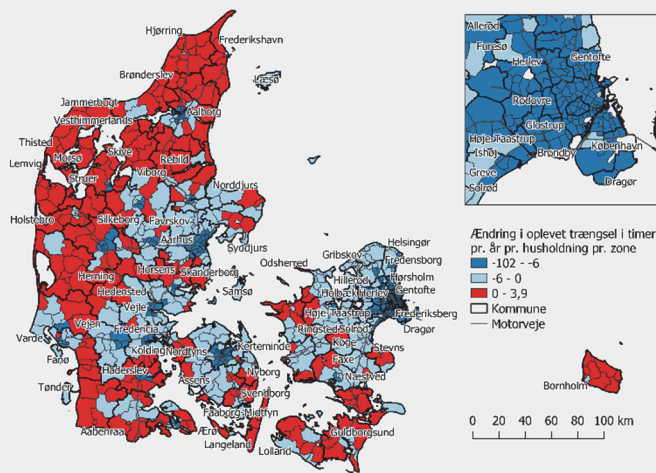 Hjørring
Frederikshavn
Brønderslev
Læsø
Jammerbugt
Aalborg
Vesthimmerlands
Thisted
Morsø
Skive
Rebild
Lemvig
Struer
Viborg
Norddjurs
Holstebro
Silkeborg
Favrskov
Aarhus
Syddjurs
Herning
Horsens
Skanderborg
Hedensted
Samsø
Vejle
Varde
Vejen
Fredericia
Fanø
Kolding
Nordfyns
Kerteminde
Haderslev
Nyborg
Tønder
Assens
Svendborg
Faaborg-Midtfyn
Aabenraa
Ærø
Langeland
Odsherred
Gribskov
Helsingør
Fredensborg
Hillerød
Hørsholm
Holbæk
Herlev
Gentofte
Høje-Taastrup
Frederiksberg
Ringsted
Solrød
Dragør
Køge
Stevns
Faxe
Næstved
Guldborgsund
Lolland
Bornholm
Allerød
Furesø
Gentofte
Herlev
Rødovre
Glostrup
Høje-Taastrup
København
Ishøj
Brøndby
Greve
Dragør
Solrød
Ændring i oplevet trængsel i timer
pr. år pr. husholdning pr. zone
-102 - -6
-6 - 0
0 - 3,9
Kommune
Motorveje
0 20 40 60 80 100 km